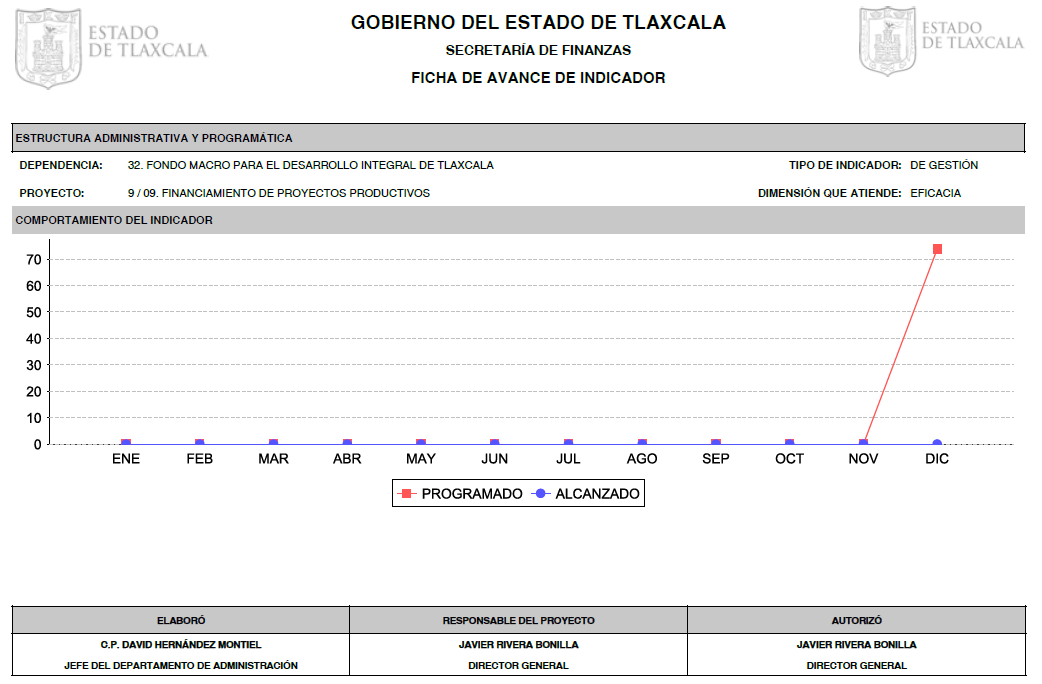 ESTADO
DE TLAXCALA
GOBIERNO DEL ESTADO DE TLAXCALA
SECRETARÍA DE FINANZAS
FICHA DE AVANCE DE INDICADOR
ESTADO
DE TLAXCALA
ESTRUCTURA ADMINISTRATIVA Y PROGRAMÁTICA
DEPENDENCIA: 32. FONDO MACRO PARA EL DESARROLLO INTEGRAL DE TLAXCALA TIPO DE INDICADOR: DE GESTIÓN
PROYECTO: 9 / 09. FINANCIAMIENTO DE PROYECTOS PRODUCTIVOS DIMENSIÓN QUE ATIENDE: EFICACIA
COMPORTAMIENTO DEL INDICADOR
70
60
50
40
30
20
10
0
ENE FEB MAR ABR MAY JUN JUL AGO SEP OCT NOV DIC
PROGRAMADO ALCANZADO
ELABORÓ RESPONSABLE DEL PROYECTO AUTORIZÓ
C.P. DAVID HERNÁNDEZ MONTIEL JAVIER RIVERA BONILLA JAVIER RIVERA BONILLA
JEFE DEL DEPARTAMENTO DE ADMINISTRACIÓN DIRECTOR GENERAL DIRECTOR GENERAL